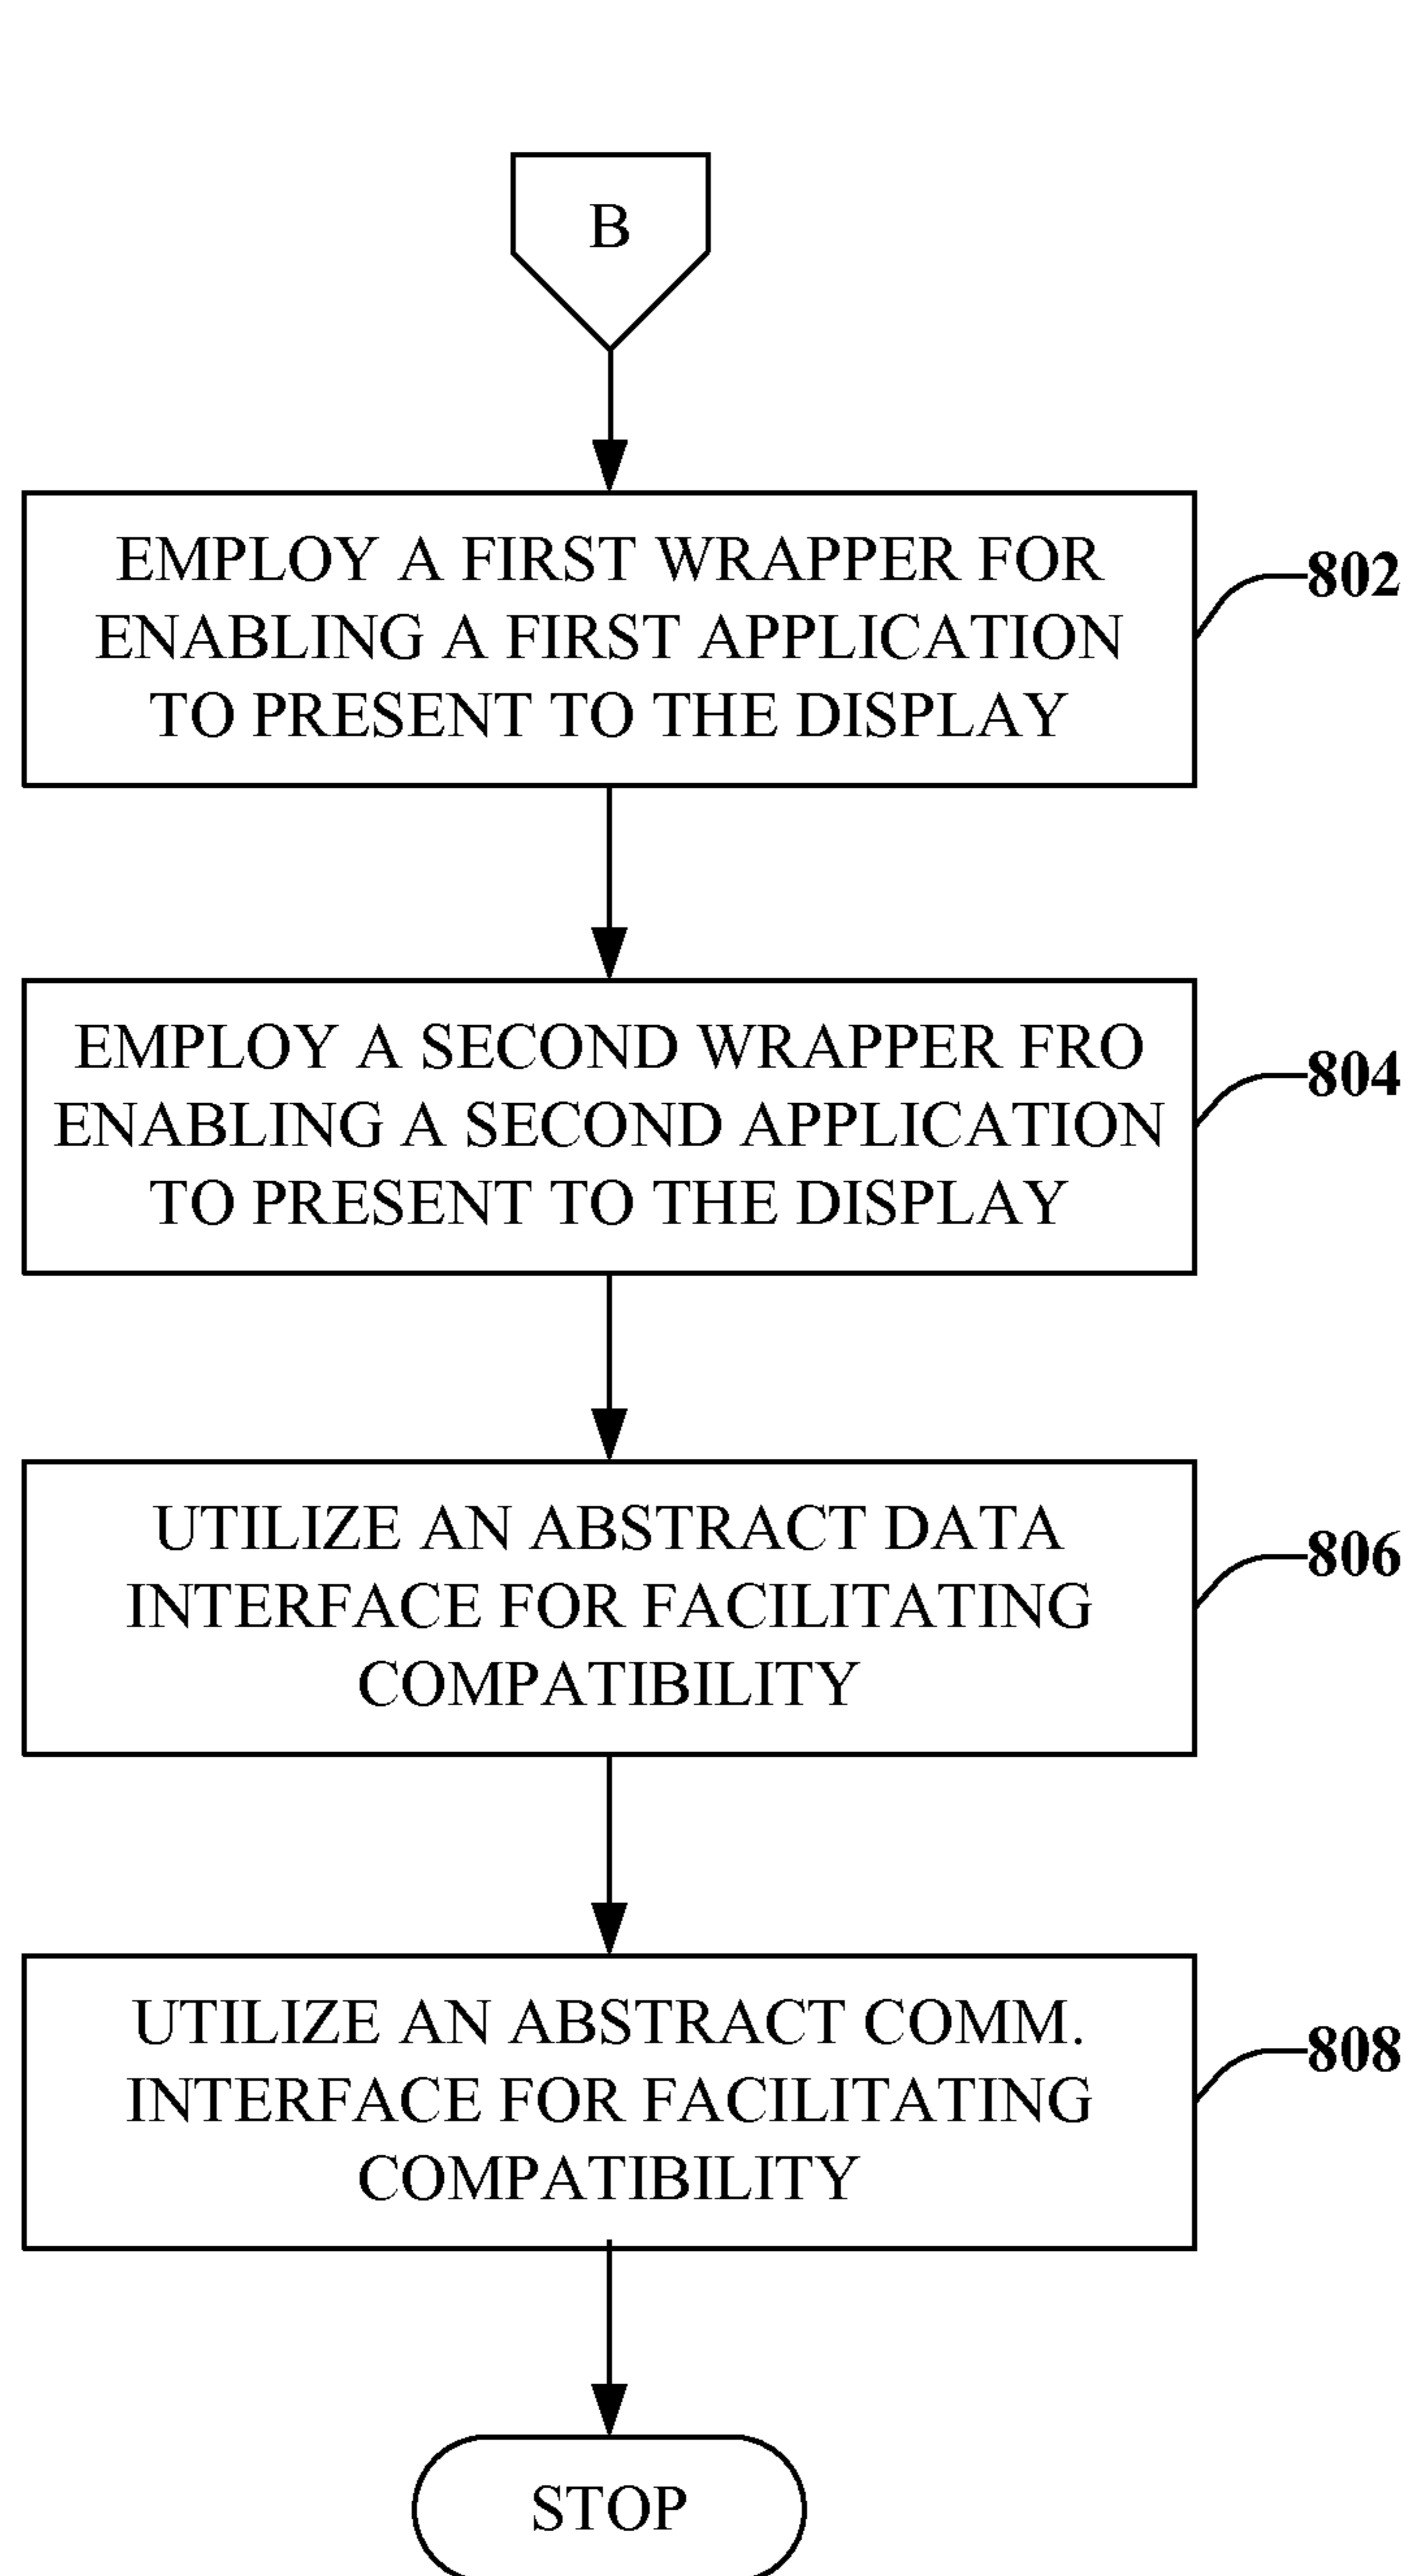 B
EMPLOY A FIRST WRAPPER FOR
ENABLING A FIRST APPLICATION
TO PRESENT TO THE DISPLAY
802
EMPLOY A SECOND WRAPPER FRO
ENABLING A SECOND APPLICATION
TO PRESENT TO THE DISPLAY
804
UTILIZE AN ABSTRACT DATA
INTERFACE FOR FACILITATING
COMPATIBILITY
806
UTILIZE AN ABSTRACT COMM.
INTERFACE FOR FACILITATING
COMPATIBILITY
808
STOP